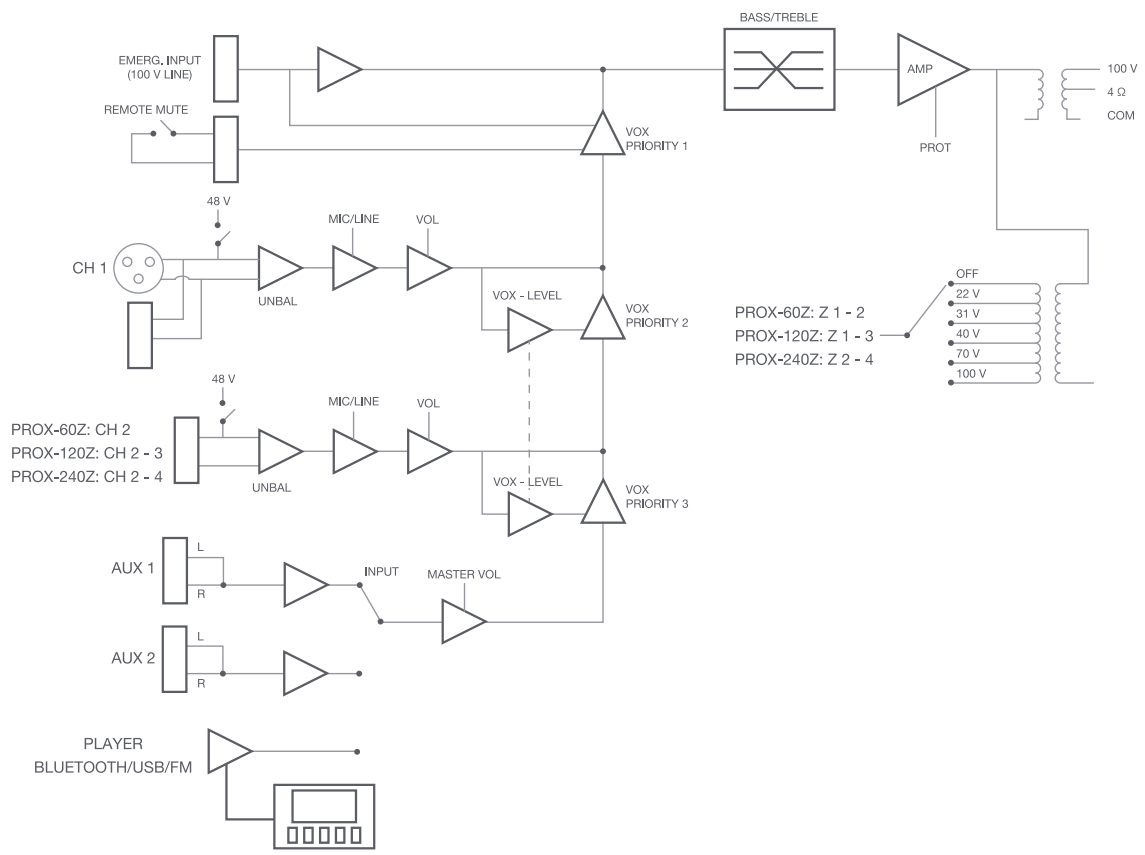 BASS/TREBLE
EMERG. INPUT
(100 V LINE)
AMP
100 V
4 Ω
COM
REMOTE MUTE
VOX
PRIORITY 1
PROT
48 V
MIC/LINE
VOL
CH 1
UNBAL
VOX - LEVEL
VOX
PRIORITY 2
OFF
22 V
31 V
40 V
70 V
100 V
PROX-60Z: Z 1 - 2
PROX-120Z: Z 1 - 3
PROX-240Z: Z 2 - 4
48 V
MIC/LINE
VOL
PROX-60Z: CH 2
PROX-120Z: CH 2 - 3
PROX-240Z: CH 2 - 4
UNBAL
VOX - LEVEL
VOX
PRIORITY 3
AUX 1
L
R
INPUT
MASTER VOL
AUX 2
L
R
PLAYER
BLUETOOTH/USB/FM